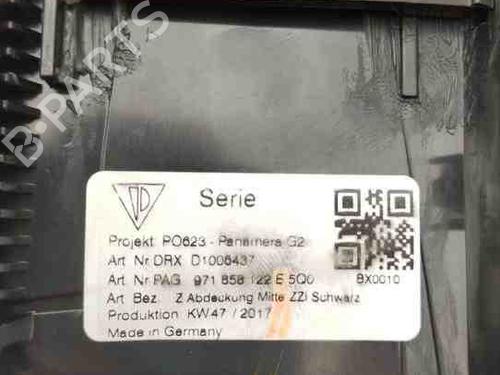 B-PARTS
Serie
Projekt PO623 - Panamera G2
Art Nr. DRX D1006437
Art Nr. PAG 971 858 122 E 5Q0
BX0010
Art Bez. Z Abdeckung Mitte ZZI Schwarz
Produktion KW47 / 2017
Made in Germany